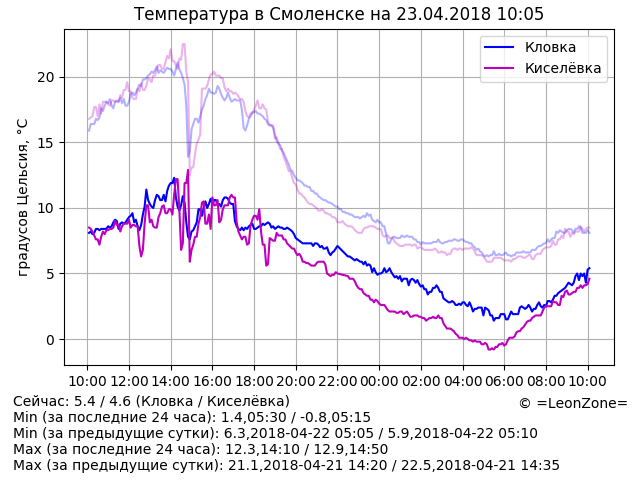 Температура в Смоленске на 23.04.2018 10:05
Кловка
Киселёвка
градусов Цельсия, °C
20
15
10
5
0
10:00 12:00 14:00 16:00 18:00 20:00 22:00 00:00 02:00 04:00 06:00 08:00 10:00
Сейчас: 5.4 / 4.6 (Кловка / Киселёвка)
© =LeonZone=
Min (за последние 24 часа): 1.4,05:30 / -0.8,05:15
Min (за предыдущие сутки): 6.3,2018-04-22 05:05 / 5.9,2018-04-22 05:10
Max (за последние 24 часа): 12.3,14:10 / 12.9,14:50
Max (за предыдущие сутки): 21.1,2018-04-21 14:20 / 22.5,2018-04-21 14:35